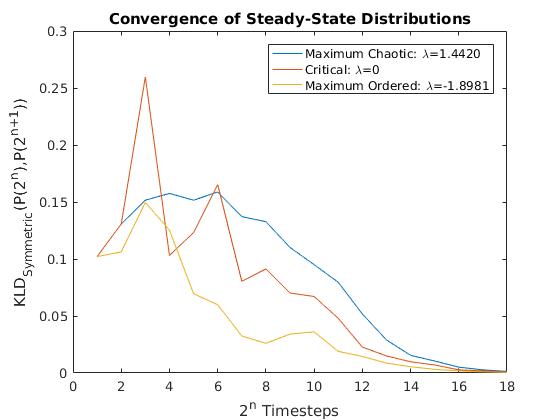 Convergence of Steady-State Distributions
0.3
0.25
0.2
0.15
0.1
0.05
0
KLD_Symmetric(P(2^n),P(2^{n+1}))
Maximum Chaotic: λ=1.4420
Critical: λ=0
Maximum Ordered: λ=-1.8981
0 2 4 6 8 10 12 14 16 18
2^n Timesteps